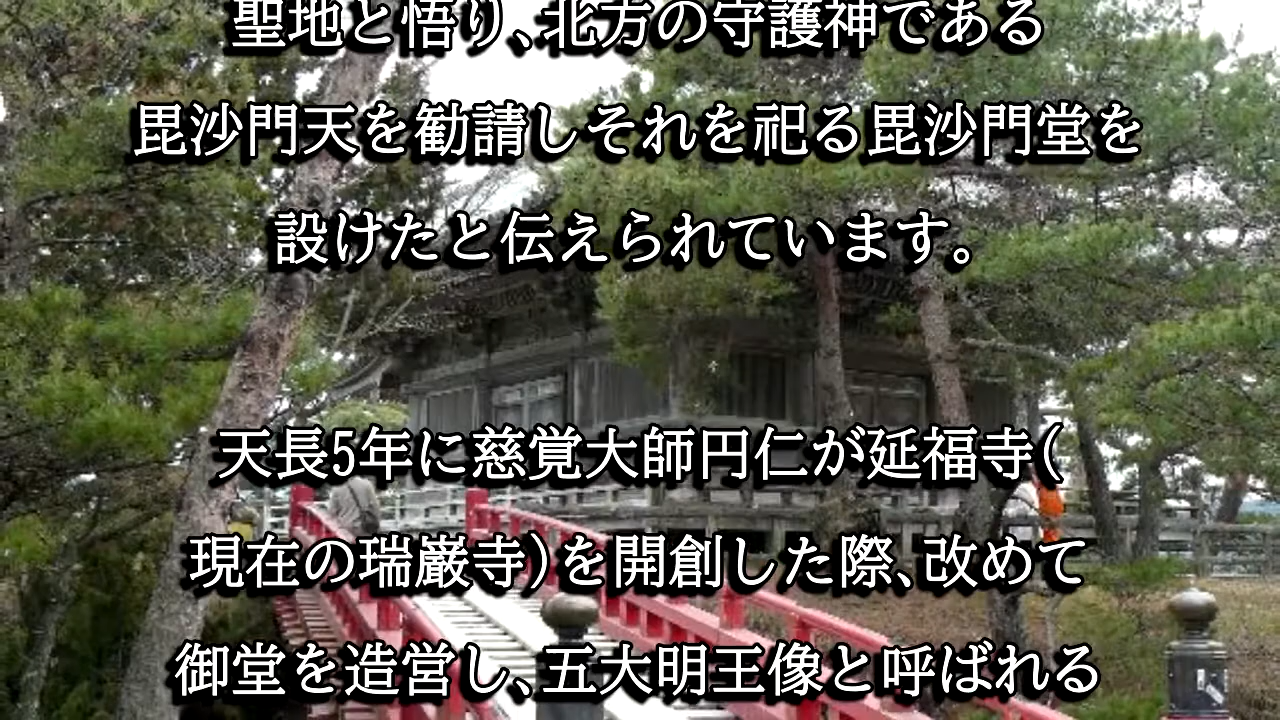 聖地と悟り、北方の守護神である
毘沙門天を勧請しそれを祀る毘沙門堂を
設けたと伝えられています。
天長5年に慈覚大師円仁が延福寺(
現在の瑞巌寺)を開創した際、改めて
御堂を造営し、五大明王像と呼ばれる